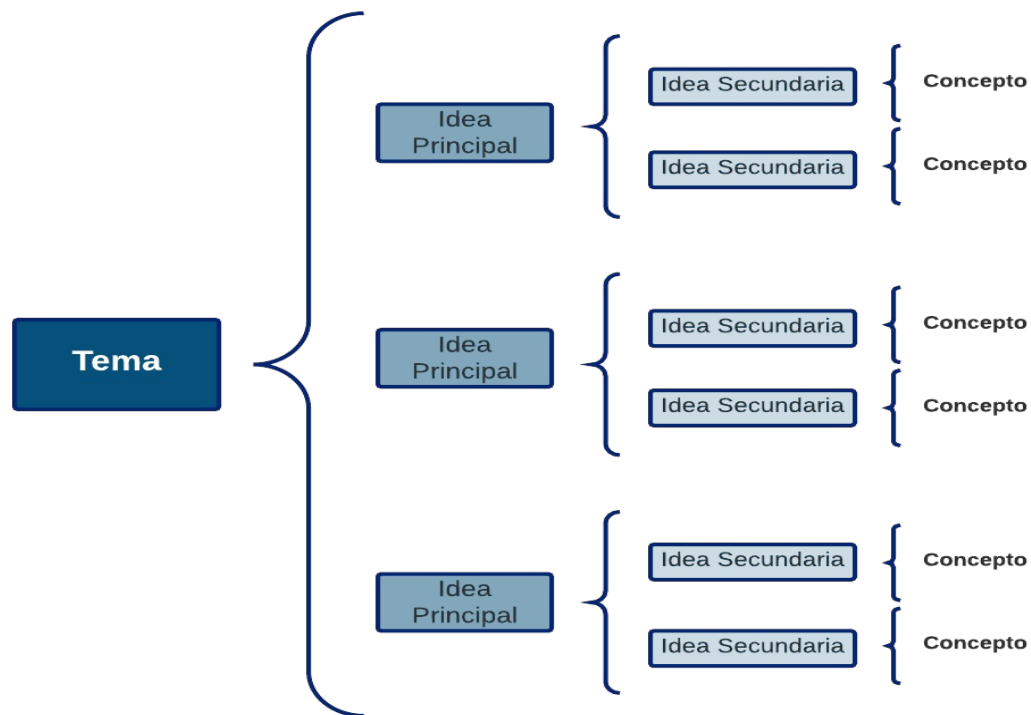 Tema
Idea
Principal
Idea Secundaria
Concepto
Idea Secundaria
Concepto
Idea
Principal
Idea Secundaria
Concepto
Idea Secundaria
Concepto
Idea
Principal
Idea Secundaria
Concepto
Idea Secundaria
Concepto